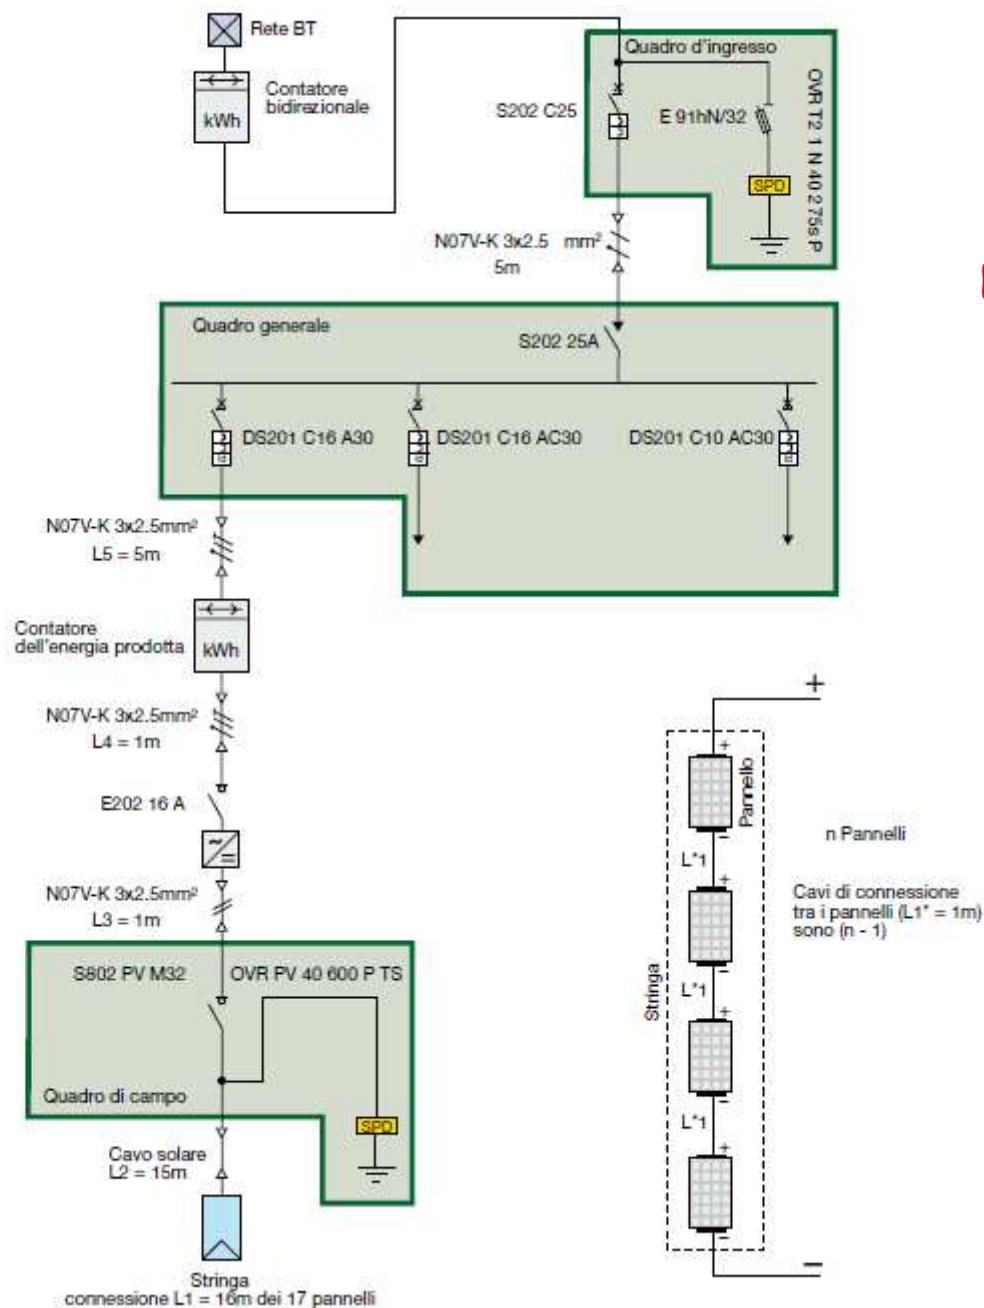 Rete BT
Contatore
bidirezionale
kWh
Quadro d'ingresso
S202 C25
E 91hN/32
SPD
OVR T2 1 N 40 275s P
N07V-K 3x2.5 mm²
5m
Quadro generale
S202 25A
DS201 C16 A30
DS201 C16 AC30
DS201 C10 AC30
N07V-K 3x2.5mm²
L5 = 5m
Contatore
dell'energia prodotta
kWh
N07V-K 3x2.5mm²
L4 = 1m
E202 16 A
N07V-K 3x2.5mm²
L3 = 1m
S802 PV M32
OVR PV 40 600 P TS
Quadro di campo
SPD
Cavo solare
L2 = 15m
Stringa
connessione L1 = 16m dei 17 pannelli
+
+
Pannello
−
L*1
+
−
L*1
+
−
L*1
+
−
−
Stringa
n Pannelli
Cavi di connessione
tra i pannelli (L1* = 1m)
sono (n - 1)